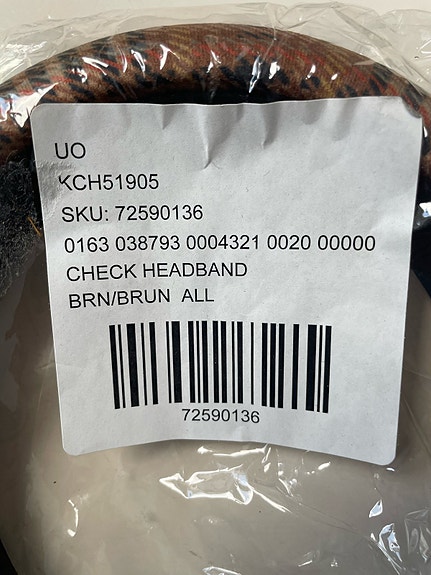 UO
KCH51905
SKU: 72590136
0163 038793 0004321 0020 00000
CHECK HEADBAND
BRN/BRUN ALL
72590136